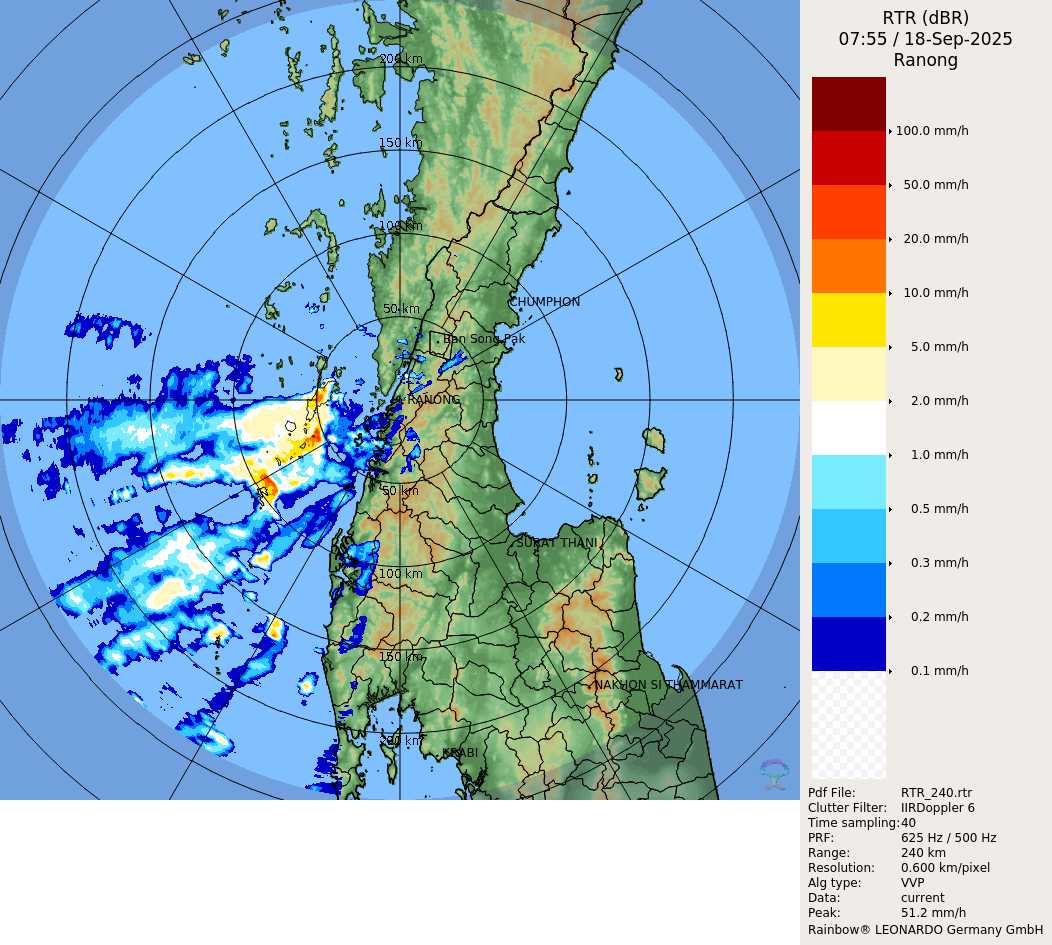 RTR (dBR)
07:55 / 18-Sep-2025
Ranong
200 km
150 km
100 km
50 km
CHUMPHON
Ban Song Pak
RANONG
50 km
SURAT THANI
100 km
150 km
NAKHON SI THAMMARAT
200 km
KRABI
100.0 mm/h
50.0 mm/h
20.0 mm/h
10.0 mm/h
5.0 mm/h
2.0 mm/h
1.0 mm/h
0.5 mm/h
0.3 mm/h
0.2 mm/h
0.1 mm/h
Pdf File: RTR_240.rtr
Clutter Filter: IIRDoppler 6
Time sampling:40
PRF: 625 Hz / 500 Hz
Range: 240 km
Resolution: 0.600 km/pixel
Alg type: VVP
Data: current
Peak: 51.2 mm/h
Rainbow® LEONARDO Germany GmbH